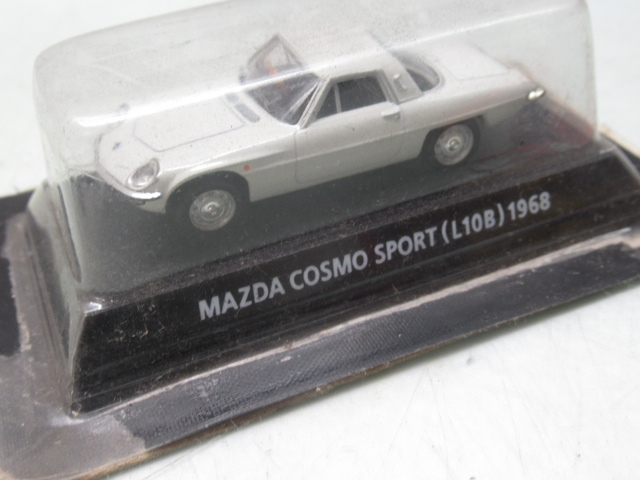 MAZDA COSMO SPORT (L10B) 1968